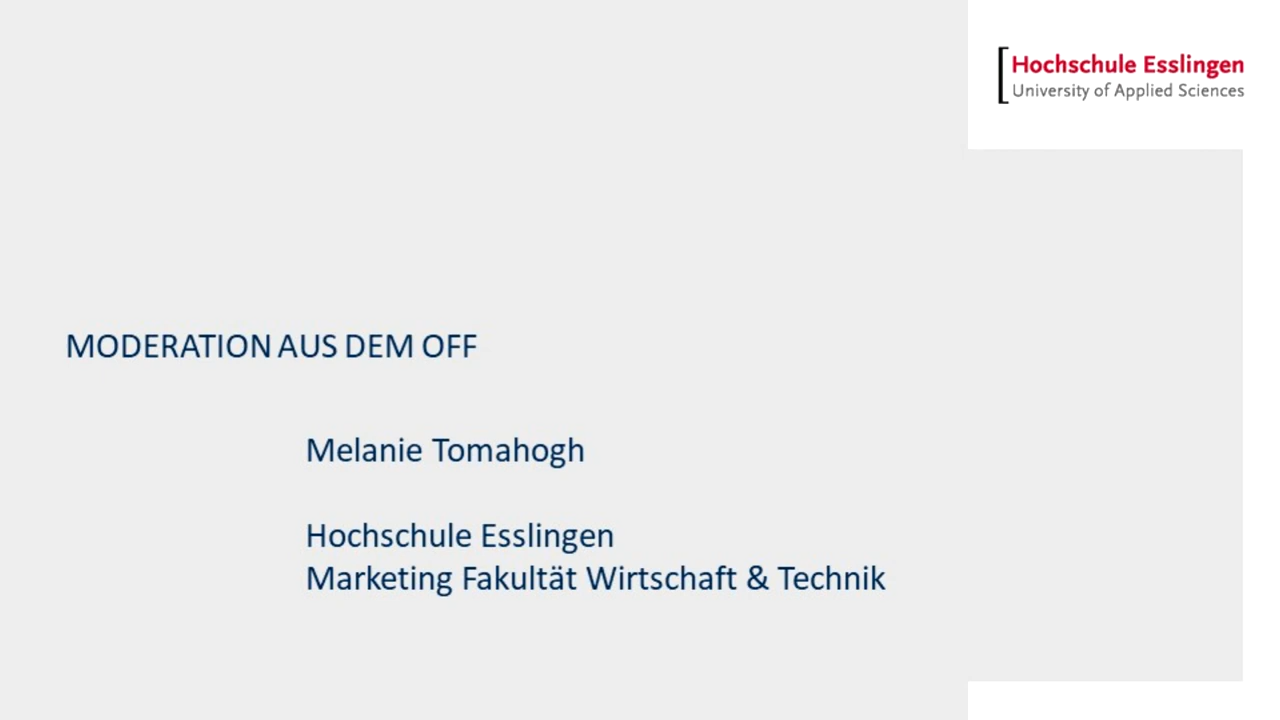 Hochschule Esslingen
University of Applied Sciences
MODERATION AUS DEM OFF
Melanie Tomahogh
Hochschule Esslingen
Marketing Fakultät Wirtschaft & Technik